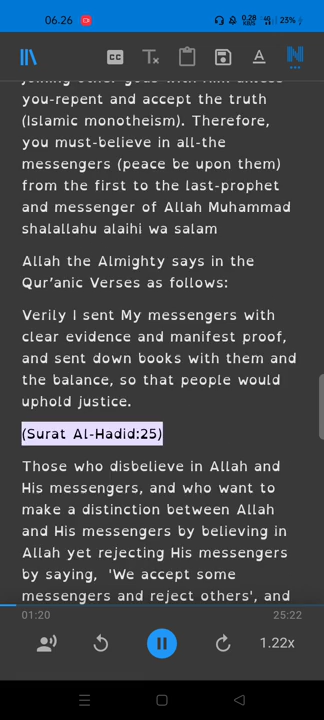 06.26
0.28
KB/S
4G
23%
CC
N
you-repent and accept the truth
(Islamic monotheism). Therefore,
you must-believe in all-the
messengers (peace be upon them)
from the first to the last-prophet
and messenger of Allah Muhammad
shalallahu alaihi wa salam
Allah the Almighty says in the
Qur’anic Verses as follows:
Verily I sent My messengers with
clear evidence and manifest proof,
and sent down books with them and
the balance, so that people would
uphold justice.
(Surat Al-Hadid:25)
Those who disbelieve in Allah and
His messengers, and who want to
make a distinction between Allah
and His messengers by believing in
Allah yet rejecting His messengers
by saying, 'We accept some
messengers and reject others', and
01:20
25:22
1.22x